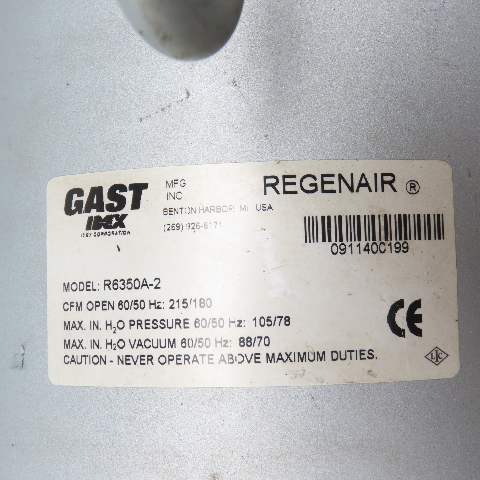 GAST
IDEX
IDEX CORPORATION
MFG
INC
BENTON HARBOR, MI. USA
(269) 926-6171
REGENAIR ®
091140C199
MODEL: R6350A-2
CFM OPEN 60/50 Hz: 215/180
MAX. IN. H₂O PRESSURE 60/50 Hz: 105/78
MAX. IN. H₂O VACUUM 60/50 Hz: 88/70
CAUTION - NEVER OPERATE ABOVE MAXIMUM DUTIES.
CE